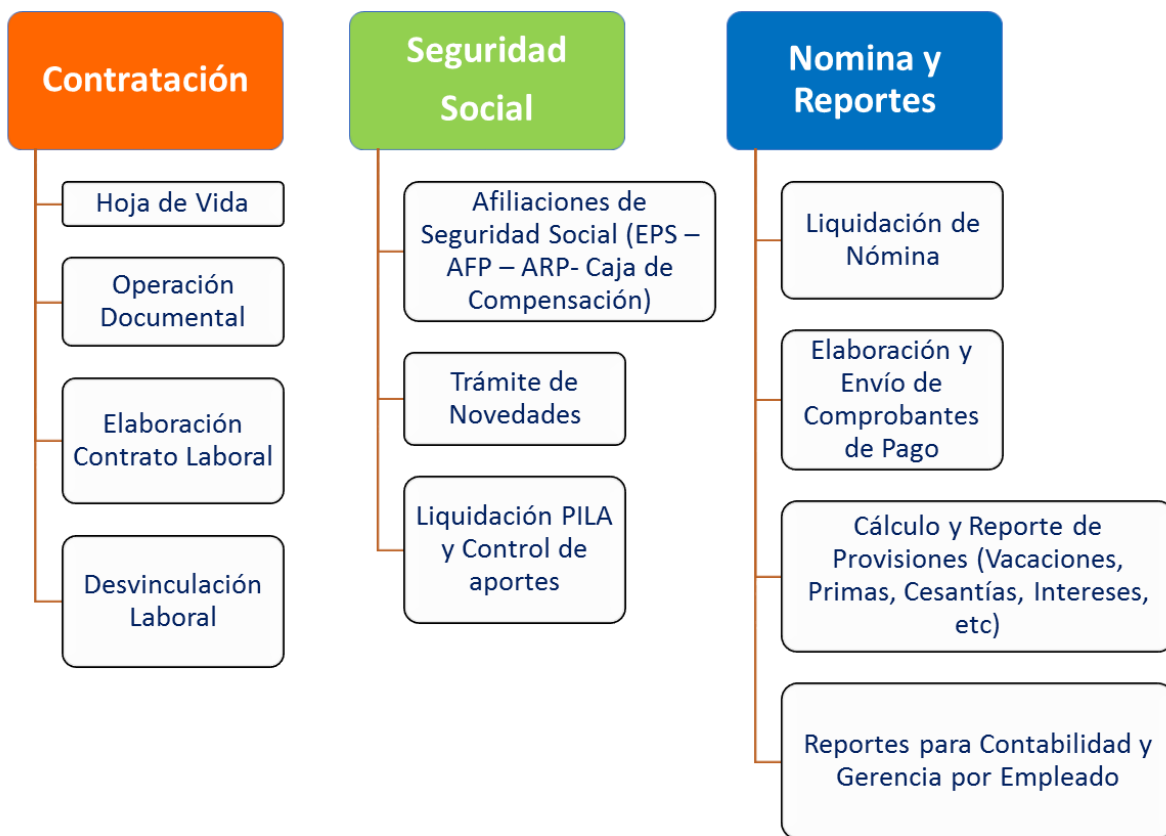 Contratación
Hoja de Vida
Operación
Documental
Elaboración
Contrato Laboral
Desvinculación
Laboral
Seguridad
Social
Afiliaciones de
Seguridad Social (EPS –
AFP – ARP- Caja de
Compensación)
Trámite de
Novedades
Liquidación PILA
y Control de
aportes
Nomina y
Reportes
Liquidación de
Nómina
Elaboración y
Envío de
Comprobantes
de Pago
Cálculo y Reporte de
Provisiones (Vacaciones,
Primas, Cesantías, Intereses,
etc)
Reportes para Contabilidad y
Gerencia por Empleado